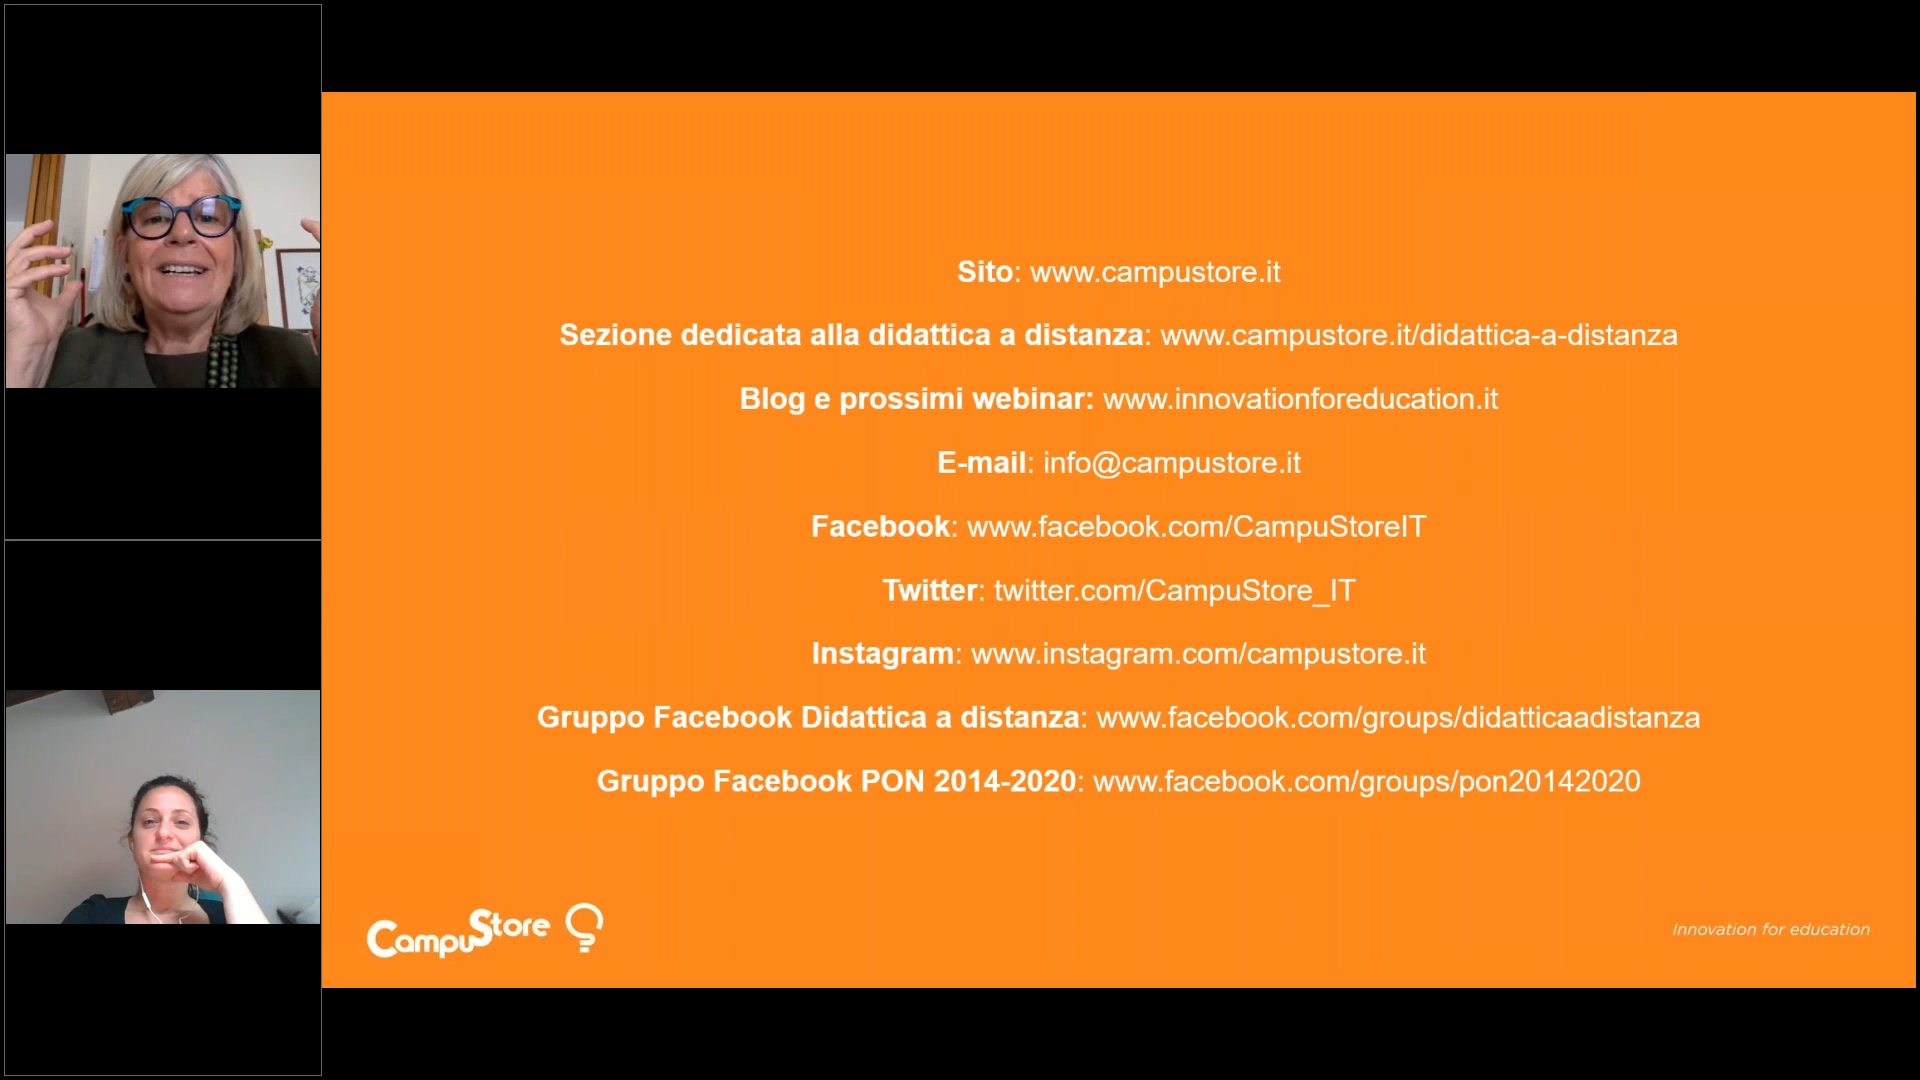 Sito: www.campustore.it
Sezione dedicata alla didattica a distanza: www.campustore.it/didattica-a-distanza
Blog e prossimi webinar: www.innovationforeducation.it
E-mail: info@campustore.it
Facebook: www.facebook.com/CampuStoreIT
Twitter: twitter.com/CampuStore_IT
Instagram: www.instagram.com/campustore.it
Gruppo Facebook Didattica a distanza: www.facebook.com/groups/didatticaadistanza
Gruppo Facebook PON 2014-2020: www.facebook.com/groups/pon20142020
CampuStore
Innovation for education